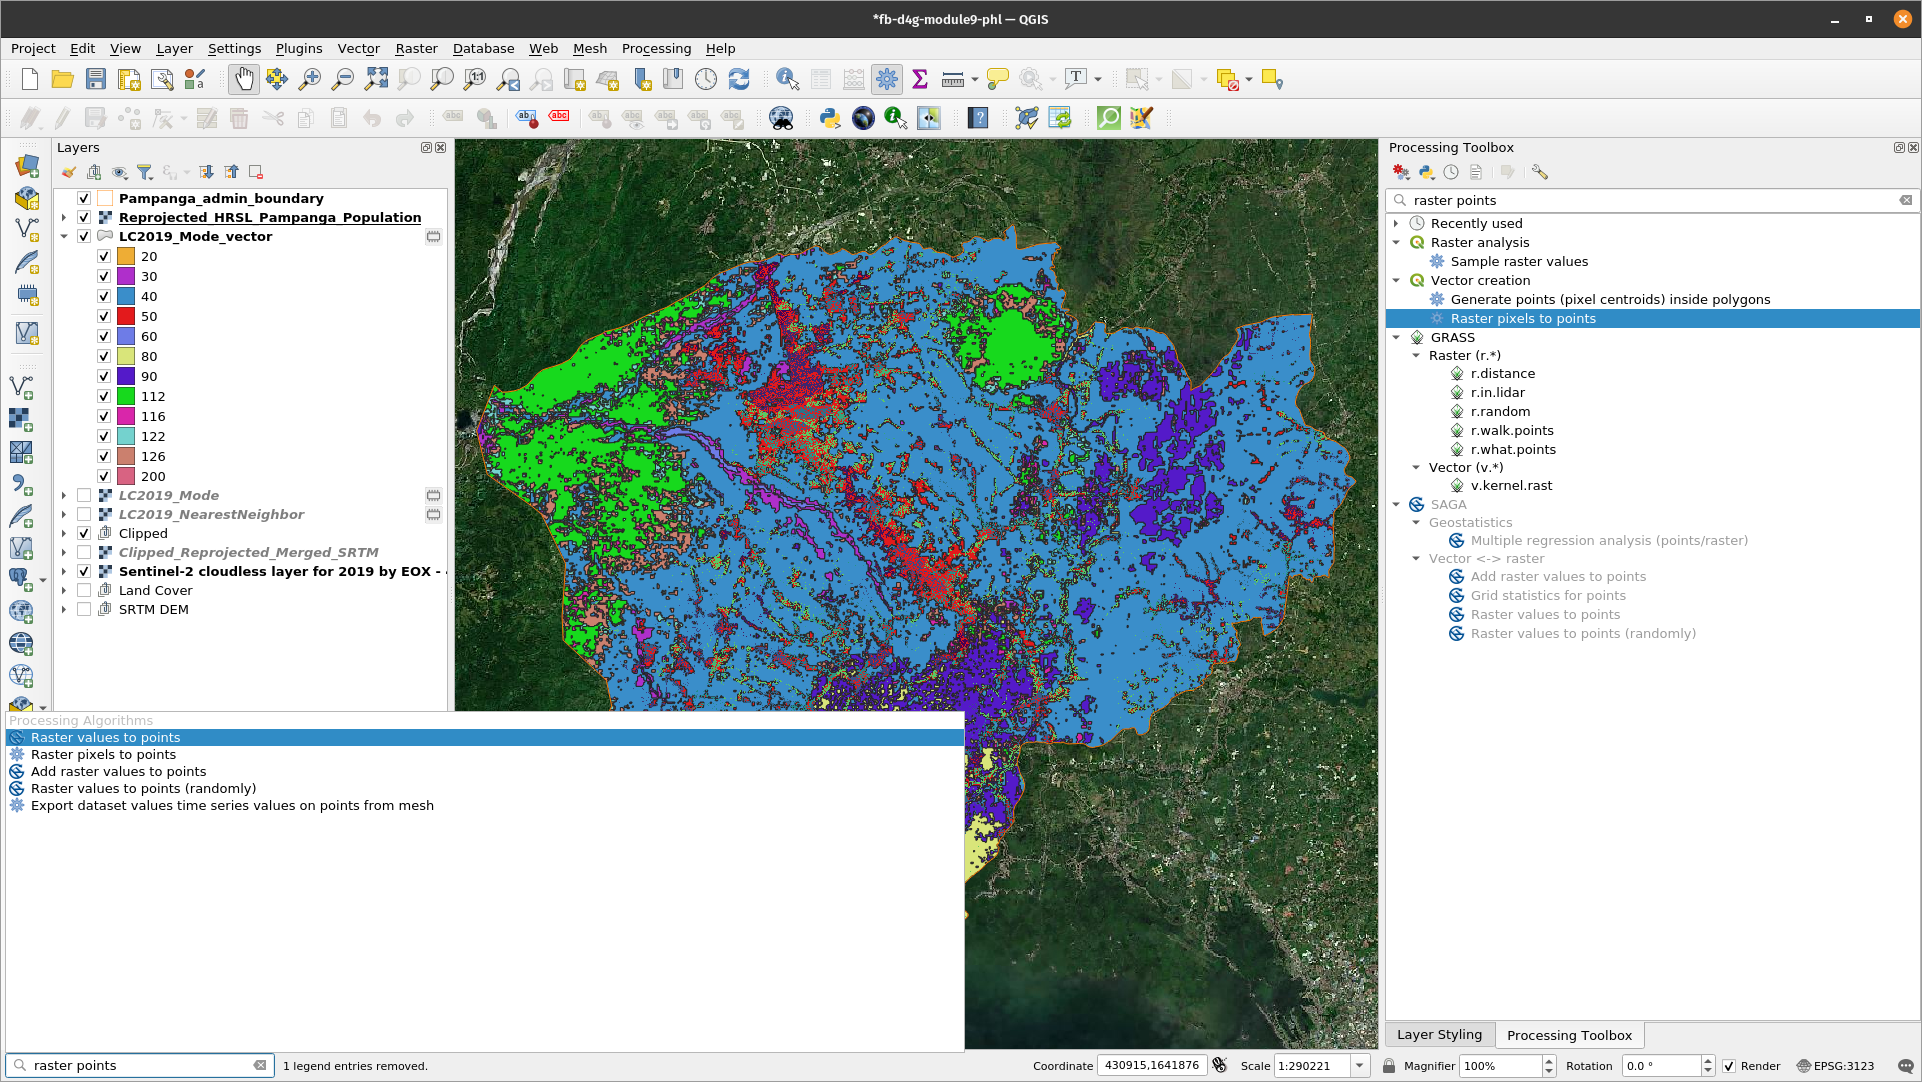 *fb-d4g-module9-phl — QGIS
Project Edit View Layer Settings Plugins Vector Raster Database Web Mesh Processing Help
Layers
Pampanga_admin_boundary
Reprojected_HRSL_Pampanga_Population
LC2019_Mode_vector
20
30
40
50
60
80
90
112
116
122
126
200
LC2019_Mode
LC2019_NearestNeighbor
Clipped
Clipped_Reprojected_Merged_SRTM
Sentinel-2 cloudless layer for 2019 by EOX -
Land Cover
SRTM DEM
Processing Algorithms
Raster values to points
Raster pixels to points
Add raster values to points
Raster values to points (randomly)
Export dataset values time series values on points from mesh
raster points
1 legend entries removed.
Coordinate 430915,1641876 Scale 1:290221 Magnifier 100% Rotation 0.0 ° Render EPSG:3123
Processing Toolbox
raster points
Recently used
Raster analysis
Sample raster values
Vector creation
Generate points (pixel centroids) inside polygons
Raster pixels to points
GRASS
Raster (r.*)
r.distance
r.in.lidar
r.random
r.walk.points
r.what.points
Vector (v.*)
v.kernel.rast
SAGA
Geostatistics
Multiple regression analysis (points/raster)
Vector <-> raster
Add raster values to points
Grid statistics for points
Raster values to points
Raster values to points (randomly)
Layer Styling Processing Toolbox